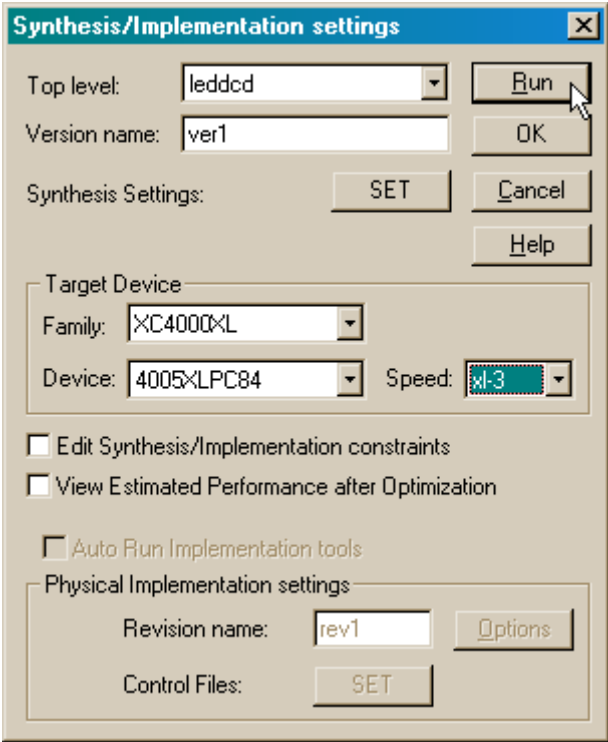 Synthesis/Implementation settings
Top level: leddcd Run
Version name: ver1 OK
Synthesis Settings: SET Cancel
Help
Target Device
Family: XC4000XL
Device: 4005XLPC84 Speed: xl-3
Edit Synthesis/Implementation constraints
View Estimated Performance after Optimization
Auto Run Implementation tools
Physical Implementation settings
Revision name: rev1 Options
Control Files: SET